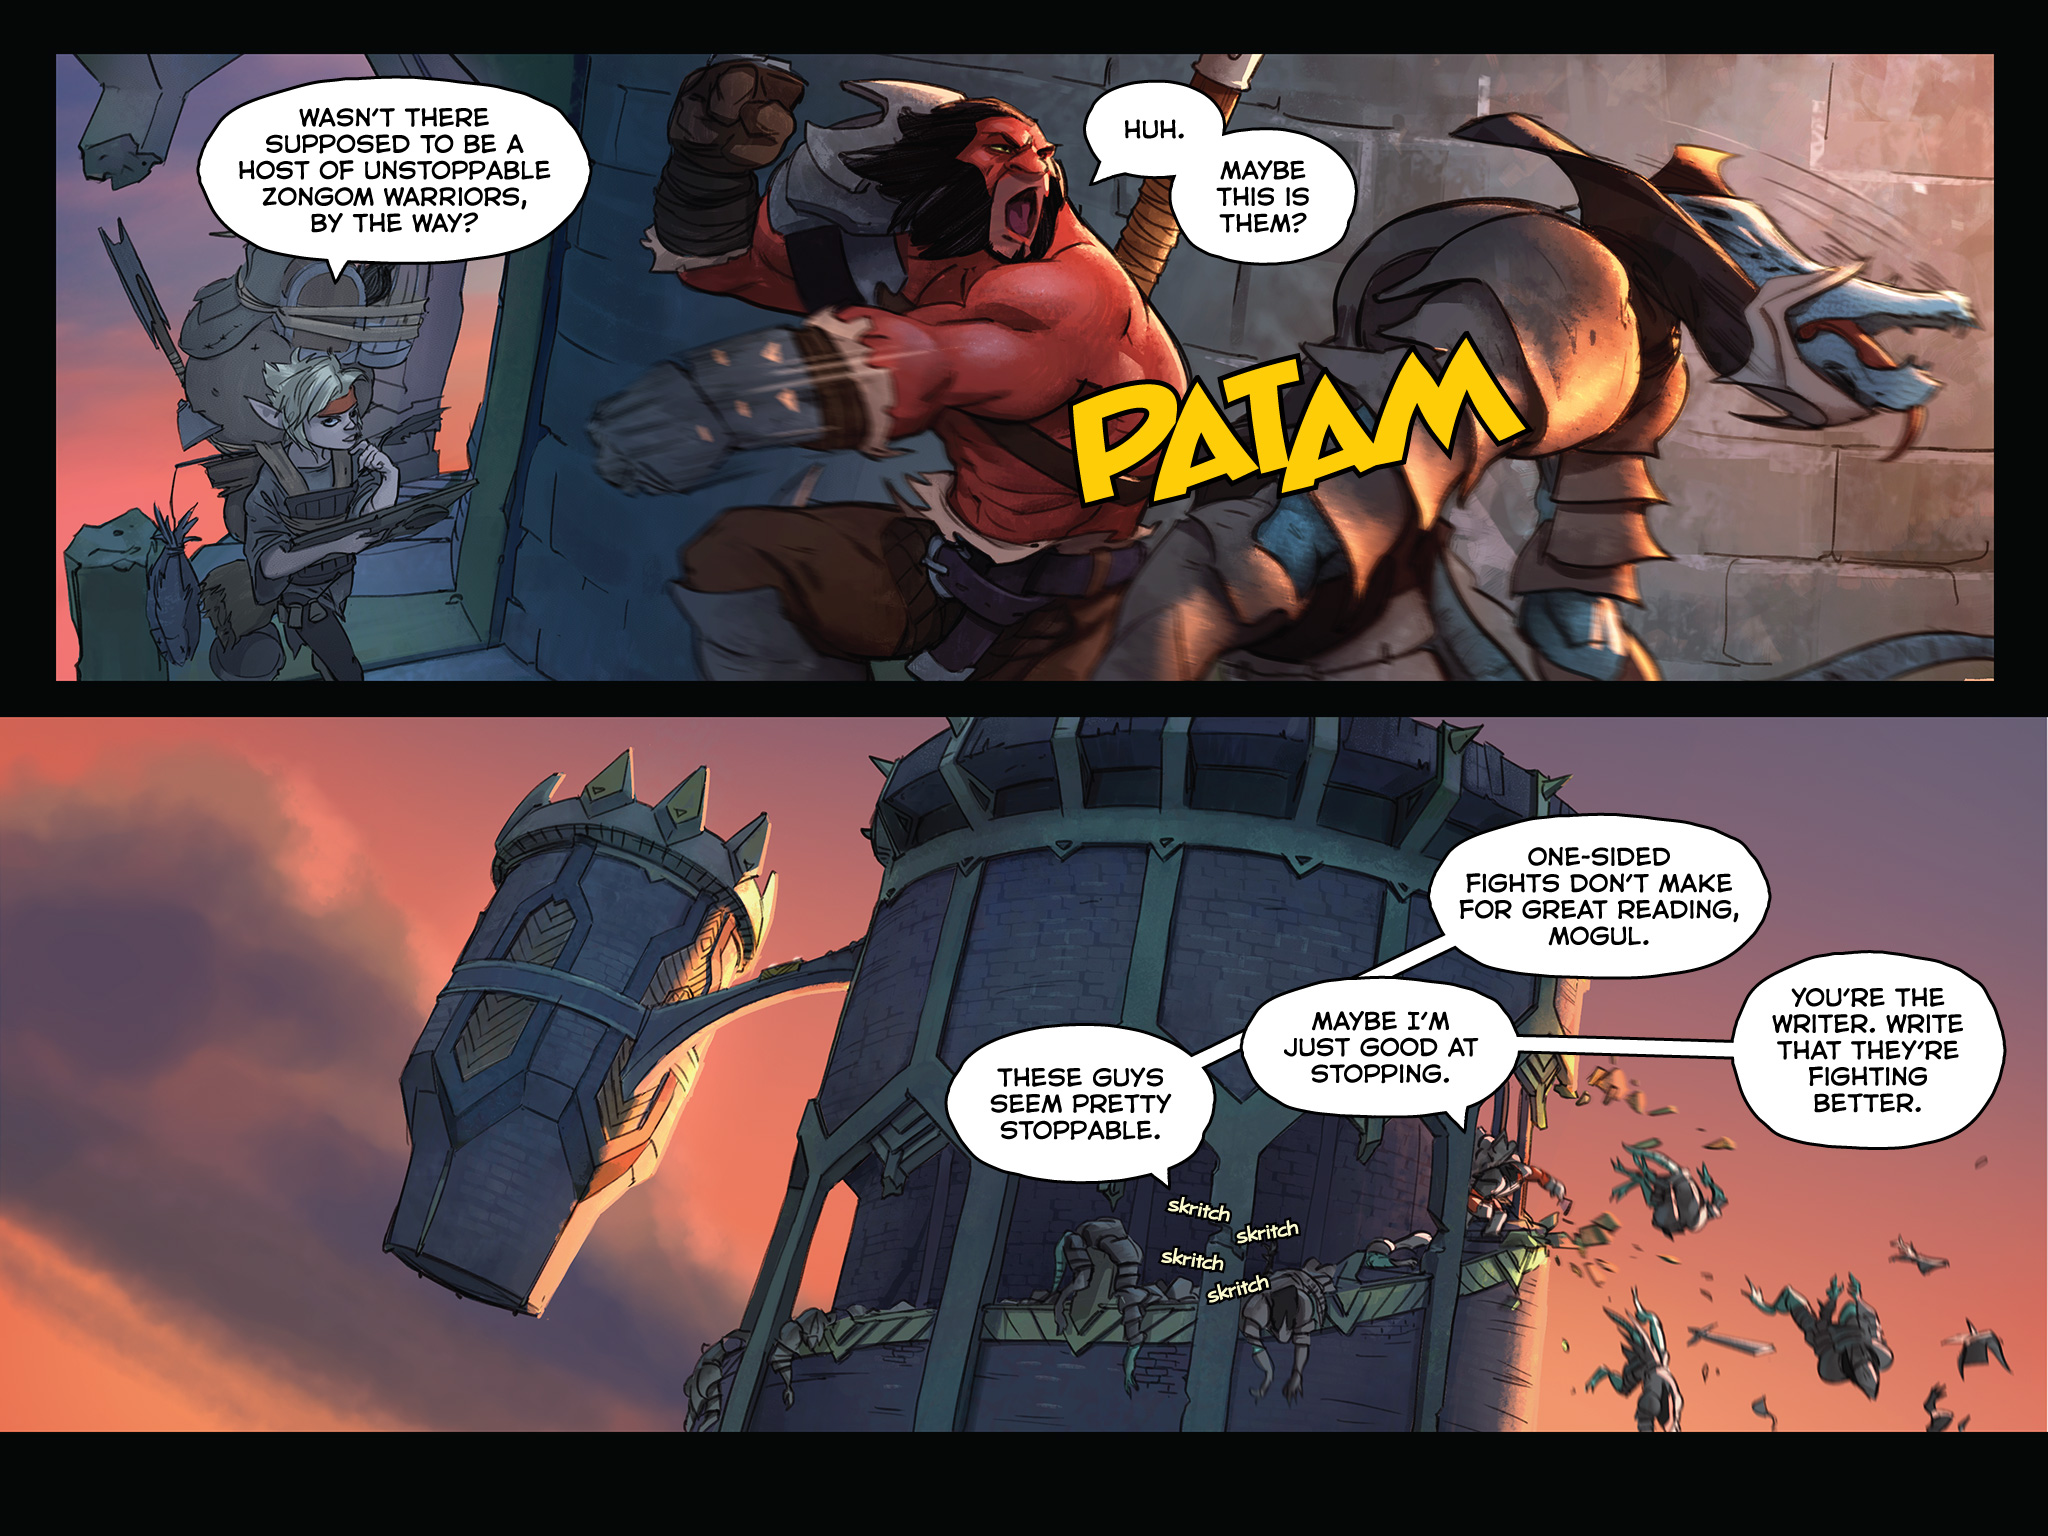 WASN'T THERE
SUPPOSED TO BE A
HOST OF UNSTOPPABLE
ZONGOM WARRIORS,
BY THE WAY?
HUH.
MAYBE
THIS IS
THEM?
PATAM
THESE GUYS
SEEM PRETTY
STOPPABLE.
MAYBE I'M
JUST GOOD AT
STOPPING.
ONE-SIDED
FIGHTS DON'T MAKE
FOR GREAT READING,
MOGUL.
YOU'RE THE
WRITER. WRITE
THAT THEY'RE
FIGHTING
BETTER.
skritch
skritch
skritch
skritch